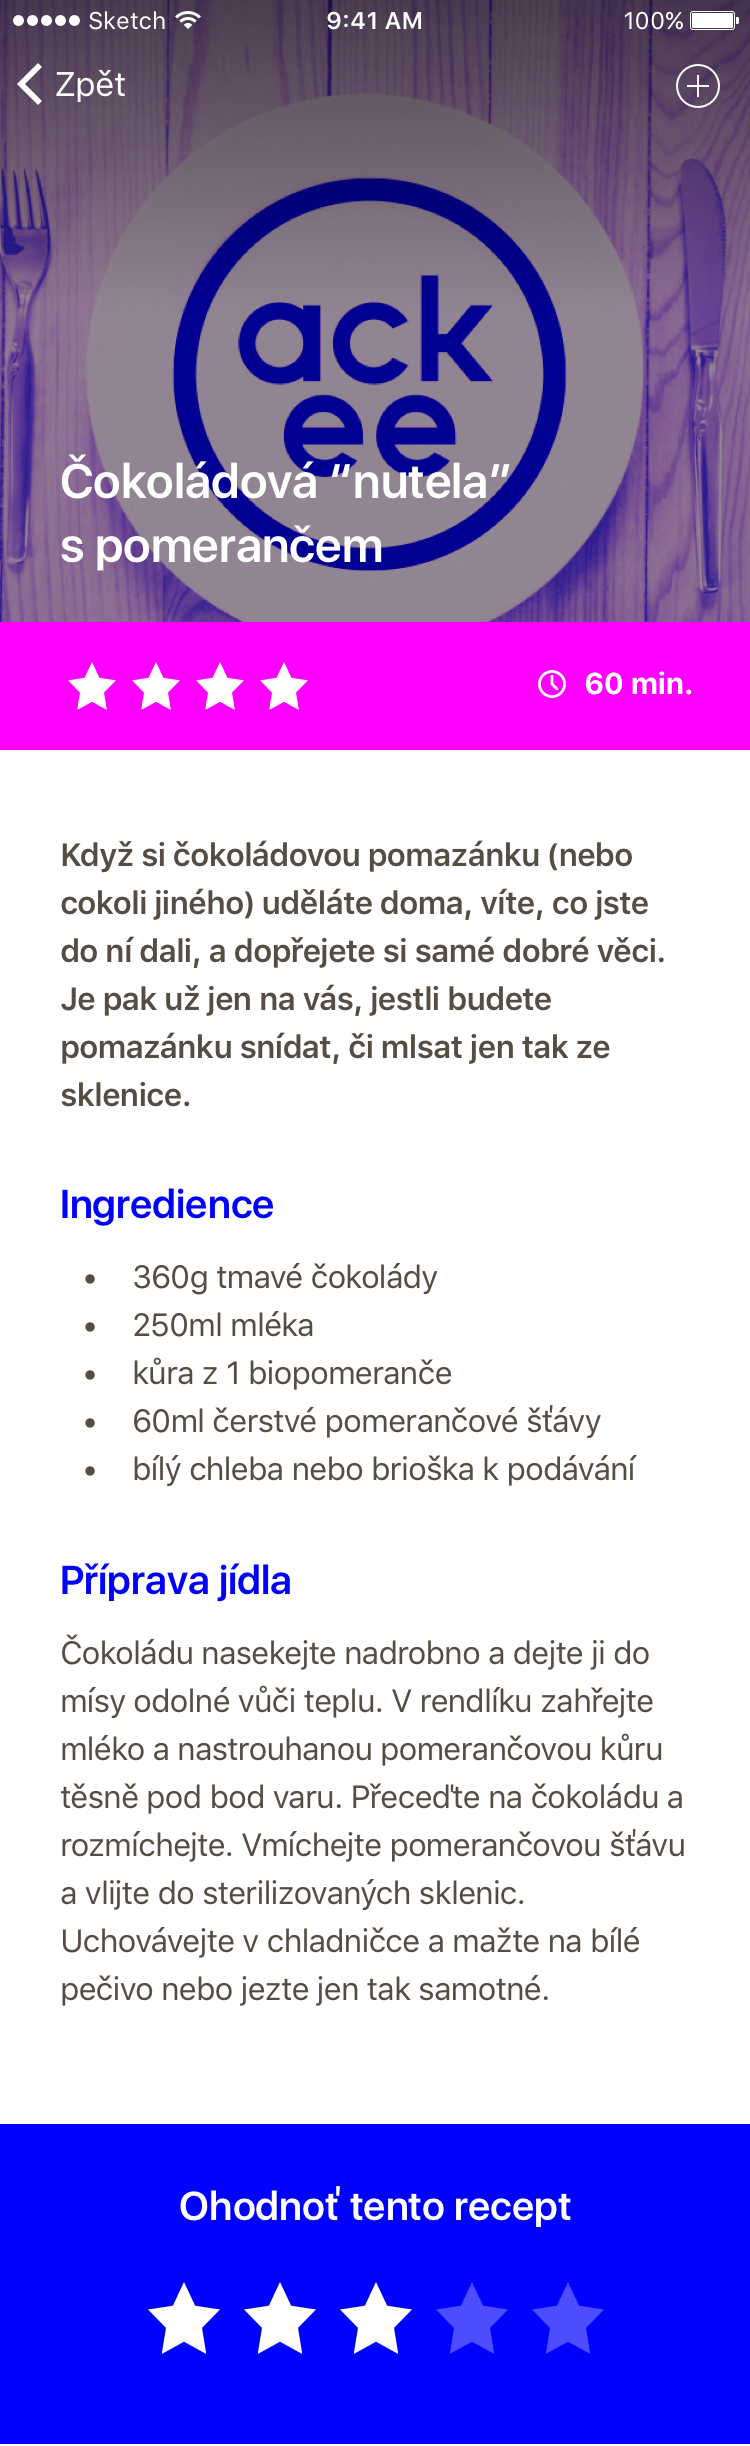 Sketch 9:41 AM 100%
Zpět
ack
ee
Čokoládová “nutela”
s pomerančem
60 min.
Když si čokoládovou pomazánku (nebo
cokoli jiného) uděláte doma, víte, co jste
do ní dali, a dopřejete si samé dobré věci.
Je pak už jen na vás, jestli budete
pomazánku snídat, či mlsat jen tak ze
sklenice.
Ingredience
• 360g tmavé čokolády
• 250ml mléka
• kůra z 1 biopomeranče
• 60ml čerstvé pomerančové šťávy
• bílý chleba nebo brioška k podávání
Příprava jídla
Čokoládu nasekejte nadrobno a dejte ji do
mísy odolné vůči teplu. V rendlíku zahřejte
mléko a nastrouhanou pomerančovou kůru
těsně pod bod varu. Přeceďte na čokoládu a
rozmíchejte. Vmíchejte pomerančovou šťávu
a vlijte do sterilizovaných sklenic.
Uchovávejte v chladničce a mažte na bílé
pečivo nebo jezte jen tak samotné.
Ohodnoť tento recept